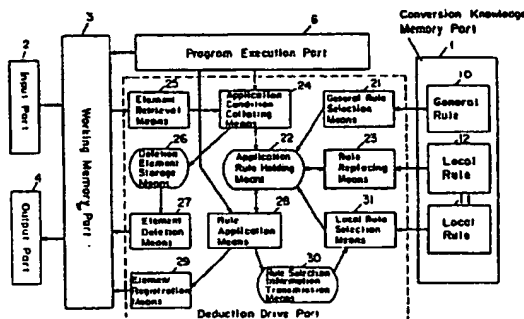 Conversion Knowledge
Memory Part
2
3
6
1
Program Execution Part
Input Part
Working Memory Part
25
Element
Retrieval
Means
24
Application
Condition
Collating
Means
21
General Rule
Selection
Means
10
General
Rule
26
Deletion
Element
Storage
Means
22
Application
Rule Holding
Means
23
Rule
Replacing
Means
12
Local
Rule
4
Output Part
27
Element
Deletion
Means
28
Rule
Application
Means
31
Local Rule
Selection
Means
11
Local
Rule
29
Element
Registration
Means
30
Rule Selection
Information
Transmission
Means
Deduction Drive Port